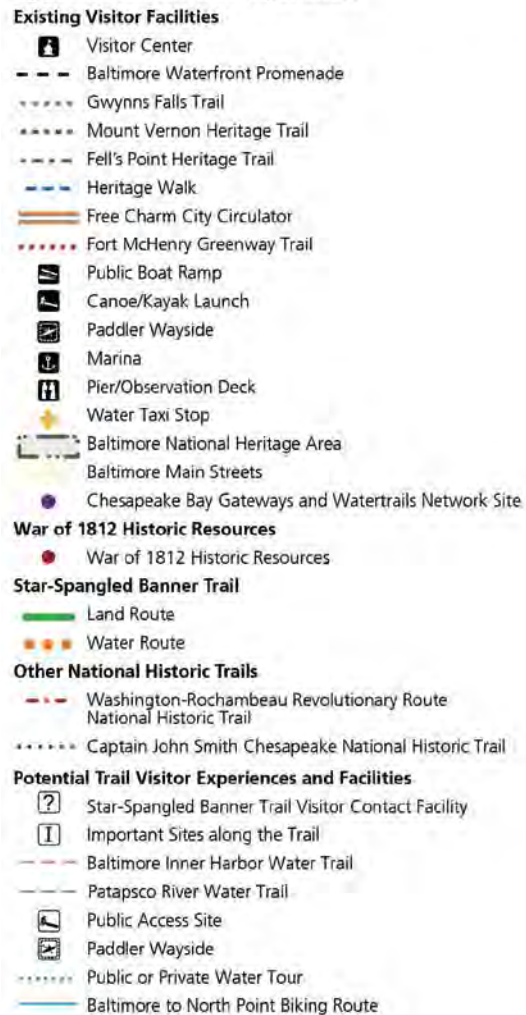 Existing Visitor Facilities
Visitor Center
Baltimore Waterfront Promenade
Gwynns Falls Trail
Mount Vernon Heritage Trail
Fell's Point Heritage Trail
Heritage Walk
Free Charm City Circulator
Fort McHenry Greenway Trail
Public Boat Ramp
Canoe/Kayak Launch
Paddler Wayside
Marina
Pier/Observation Deck
Water Taxi Stop
Baltimore National Heritage Area
Baltimore Main Streets
Chesapeake Bay Gateways and Watertrails Network Site
War of 1812 Historic Resources
War of 1812 Historic Resources
Star-Spangled Banner Trail
Land Route
Water Route
Other National Historic Trails
Washington-Rochambeau Revolutionary Route
National Historic Trail
Captain John Smith Chesapeake National Historic Trail
Potential Trail Visitor Experiences and Facilities
? Star-Spangled Banner Trail Visitor Contact Facility
I Important Sites along the Trail
Baltimore Inner Harbor Water Trail
Patapsco River Water Trail
Public Access Site
Paddler Wayside
Public or Private Water Tour
Baltimore to North Point Biking Route